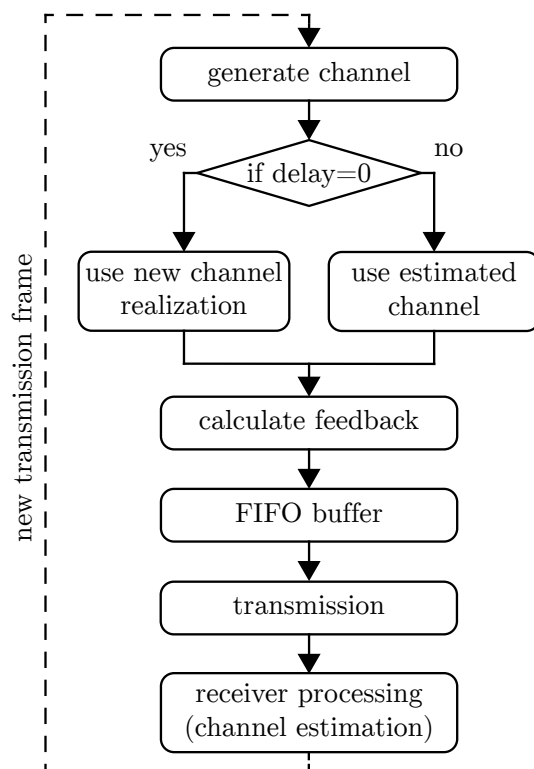 generate channel
yes
no
if delay=0
use new channel
realization
use estimated
channel
calculate feedback
FIFO buffer
transmission
receiver processing
(channel estimation)
new transmission frame